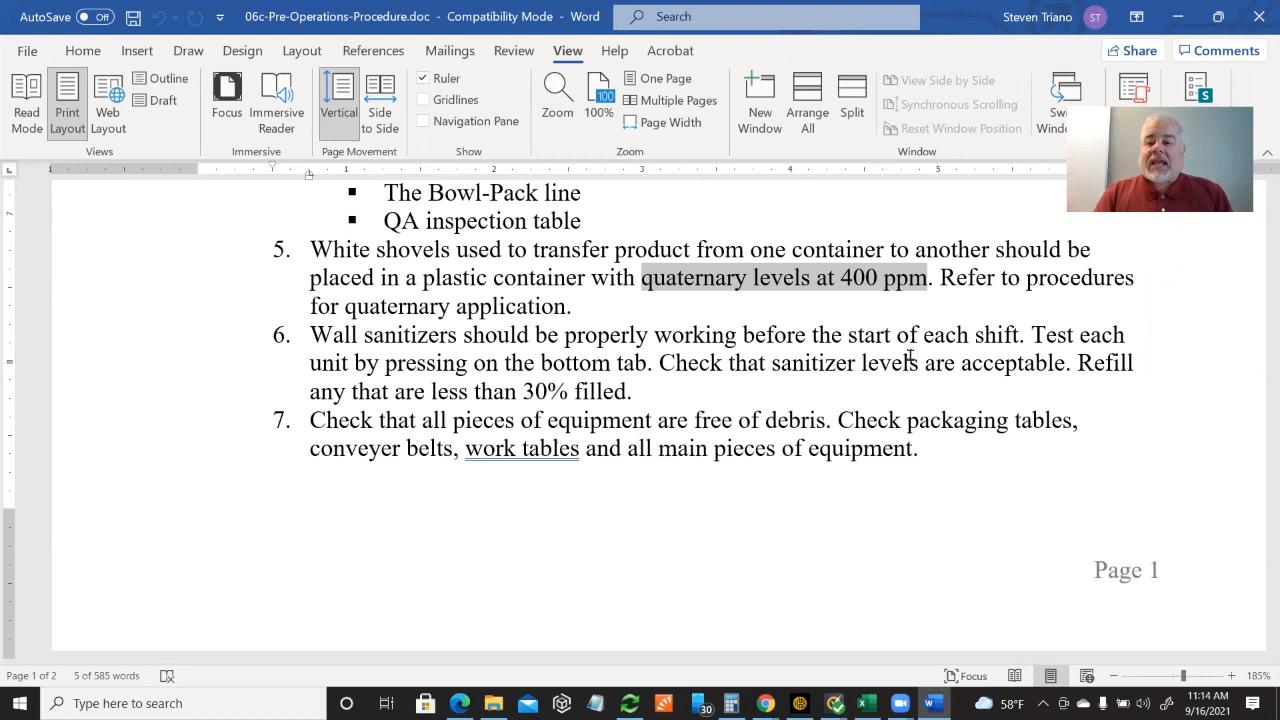 AutoSave Off 06c-Pre-Operations-Procedure.doc - Compatibility Mode - Word Search Steven Triano ST
File Home Insert Draw Design Layout References Mailings Review View Help Acrobat Share Comments
Read Mode
Print Layout
Web Layout
Outline
Draft
Views
Focus
Immersive Reader
Immersive
Vertical
Side to Side
Page Movement
Ruler
Gridlines
Navigation Pane
Show
Zoom
100
100%
One Page
Multiple Pages
Page Width
Zoom
New Window
Arrange All
Split
View Side by Side
Synchronous Scrolling
Reset Window Position
Window
S
1 1 2 3 4 5
7
8
▪ The Bowl-Pack line
▪ QA inspection table
5. White shovels used to transfer product from one container to another should be
placed in a plastic container with quaternary levels at 400 ppm. Refer to procedures
for quaternary application.
6. Wall sanitizers should be properly working before the start of each shift. Test each
unit by pressing on the bottom tab. Check that sanitizer levels are acceptable. Refill
any that are less than 30% filled.
7. Check that all pieces of equipment are free of debris. Check packaging tables,
conveyer belts, work tables and all main pieces of equipment.
Page 1
Page 1 of 2 5 of 585 words Focus 185%
Type here to search 30 58°F 11:14 AM
9/16/2021